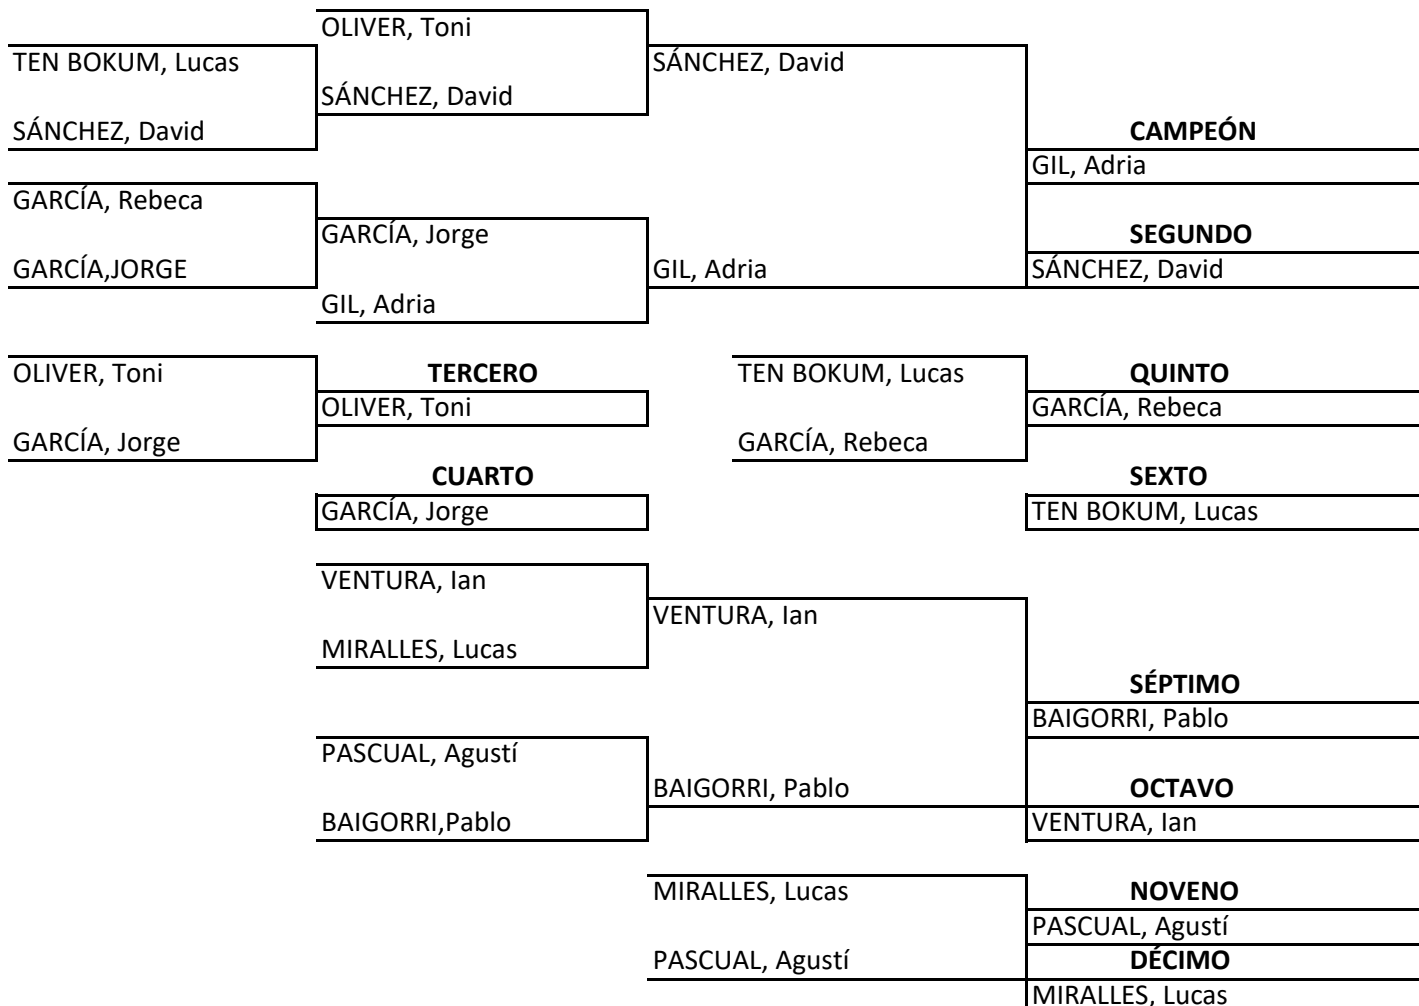 OLIVER, Toni
TEN BOKUM, Lucas
SÁNCHEZ, David
SÁNCHEZ, David
SÁNCHEZ, David
CAMPEÓN
GIL, Adria
GARCÍA, Rebeca
GARCÍA, Jorge
SEGUNDO
GARCÍA,JORGE
GIL, Adria
SÁNCHEZ, David
GIL, Adria
OLIVER, Toni
TERCERO
TEN BOKUM, Lucas
QUINTO
OLIVER, Toni
GARCÍA, Rebeca
GARCÍA, Jorge
GARCÍA, Rebeca
CUARTO
SEXTO
GARCÍA, Jorge
TEN BOKUM, Lucas
VENTURA, Ian
VENTURA, Ian
MIRALLES, Lucas
SÉPTIMO
BAIGORRI, Pablo
PASCUAL, Agustí
BAIGORRI, Pablo
OCTAVO
BAIGORRI,Pablo
VENTURA, Ian
MIRALLES, Lucas
NOVENO
PASCUAL, Agustí
PASCUAL, Agustí
DÉCIMO
MIRALLES, Lucas